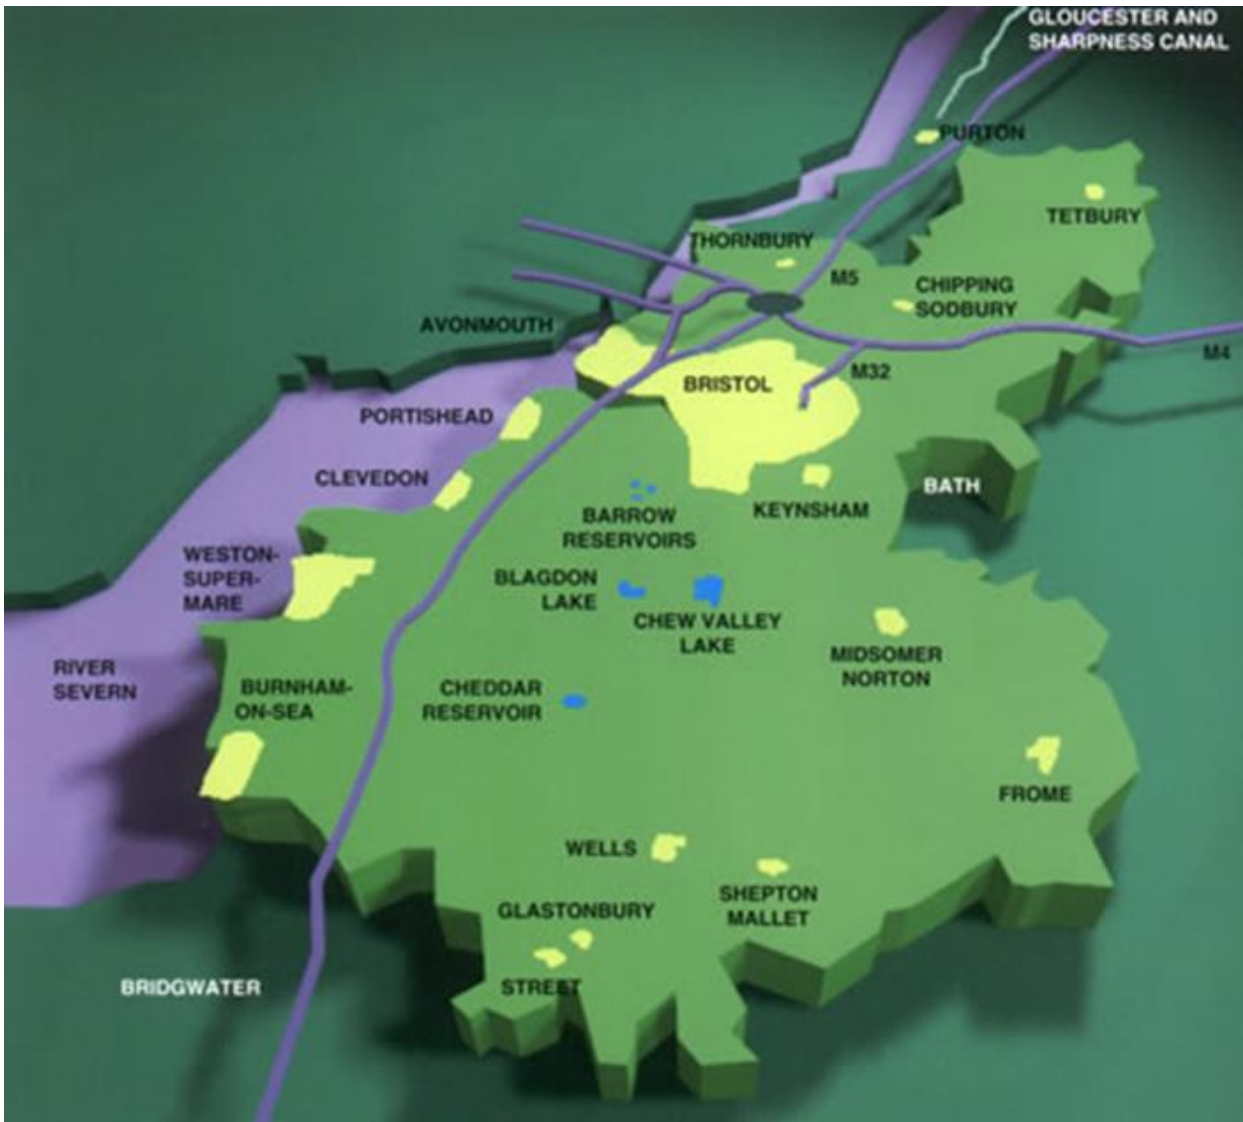 GLOUCESTER AND
SHARPNESS CANAL
PURTON
TETBURY
THORNBURY
M5
CHIPPING
SODBURY
AVONMOUTH
M4
M32
BRISTOL
PORTISHEAD
CLEVEDON
BATH
KEYNSHAM
BARROW
RESERVOIRS
WESTON-
SUPER-
MARE
BLAGDON
LAKE
CHEW VALLEY
LAKE
MIDSOMER
NORTON
RIVER
SEVERN
BURNHAM-
ON-SEA
CHEDDAR
RESERVOIR
FROME
WELLS
SHEPTON
MALLET
GLASTONBURY
STREET
BRIDGWATER